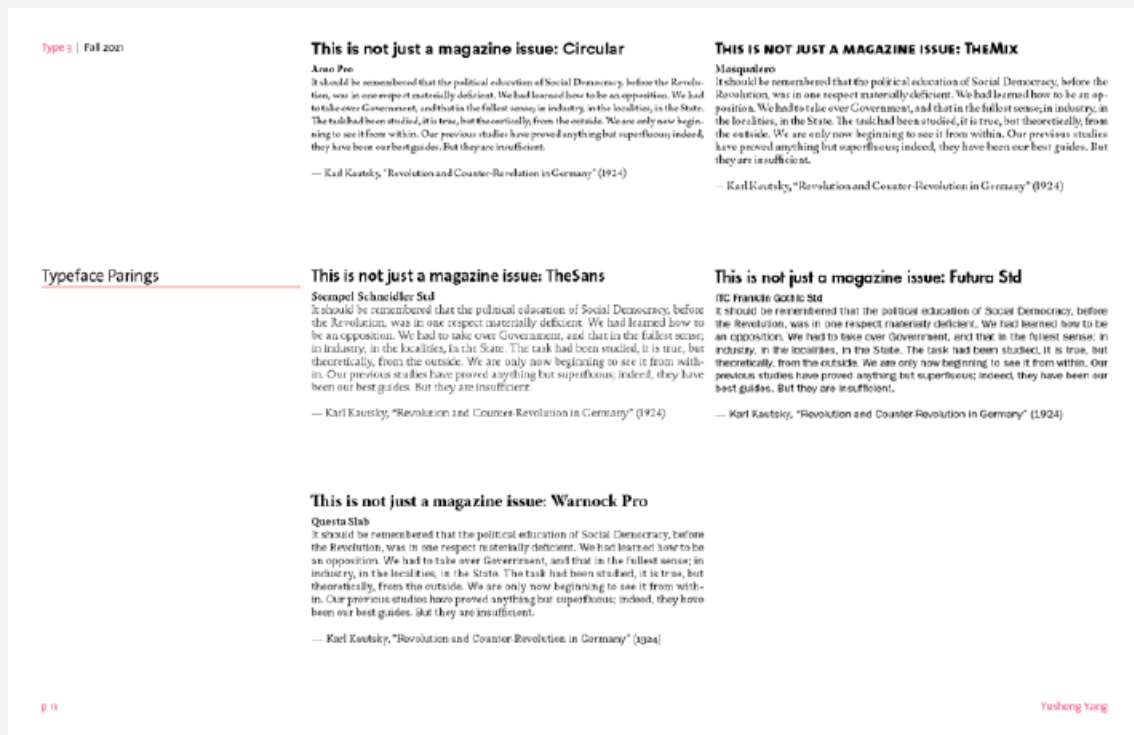 Type 3 | Fall 2021
This is not just a magazine issue: Circular
Arno Pro
It should be remembered that the political education of Social Democracy, before the Revolu-
tion, was in one respect materially deficient. We had learned how to be an opposition. We had
to take over Government, and that in the fullest sense; in industry, in the localities, in the State.
The task had been studied, it is true, but theoretically, from the outside. We are only now begin-
ning to see it from within. Our previous studies have proved anything but superfluous; indeed,
they have been our best guides. But they are insufficient.
— Karl Kautsky, "Revolution and Counter-Revolution in Germany" (1924)
This is not just a magazine issue: TheMix
Masqualero
It should be remembered that the political education of Social Democracy, before the
Revolution, was in one respect materially deficient. We had learned how to be an op-
position. We had to take over Government, and that in the fullest sense; in industry, in
the localities, in the State. The task had been studied, it is true, but theoretically, from
the outside. We are only now beginning to see it from within. Our previous studies
have proved anything but superfluous; indeed, they have been our best guides. But
they are insufficient.
— Karl Kautsky, "Revolution and Counter-Revolution in Germany" (1924)
Typeface Parings
This is not just a magazine issue: TheSans
Stempel Schneidler Std
It should be remembered that the political education of Social Democracy, before
the Revolution, was in one respect materially deficient. We had learned how to
be an opposition. We had to take over Government, and that in the fullest sense;
in industry, in the localities, in the State. The task had been studied, it is true, but
theoretically, from the outside. We are only now beginning to see it from with-
in. Our previous studies have proved anything but superfluous; indeed, they have
been our best guides. But they are insufficient.
— Karl Kautsky, "Revolution and Counter-Revolution in Germany" (1924)
This is not just a magazine issue: Futura Std
ITC Franklin Gothic Std
It should be remembered that the political education of Social Democracy, before
the Revolution, was in one respect materially deficient. We had learned how to be
an opposition. We had to take over Government, and that in the fullest sense; in
industry, in the localities, in the State. The task had been studied, it is true, but
theoretically, from the outside. We are only now beginning to see it from within. Our
previous studies have proved anything but superfluous; indeed, they have been our
best guides. But they are insufficient.
— Karl Kautsky, "Revolution and Counter-Revolution in Germany" (1924)
This is not just a magazine issue: Warnock Pro
Questa Slab
It should be remembered that the political education of Social Democracy, before
the Revolution, was in one respect materially deficient. We had learned how to be
an opposition. We had to take over Government, and that in the fullest sense; in
industry, in the localities, in the State. The task had been studied, it is true, but
theoretically, from the outside. We are only now beginning to see it from with-
in. Our previous studies have proved anything but superfluous; indeed, they have
been our best guides. But they are insufficient.
— Karl Kautsky, "Revolution and Counter-Revolution in Germany" (1924)
p
Yusheng Yang